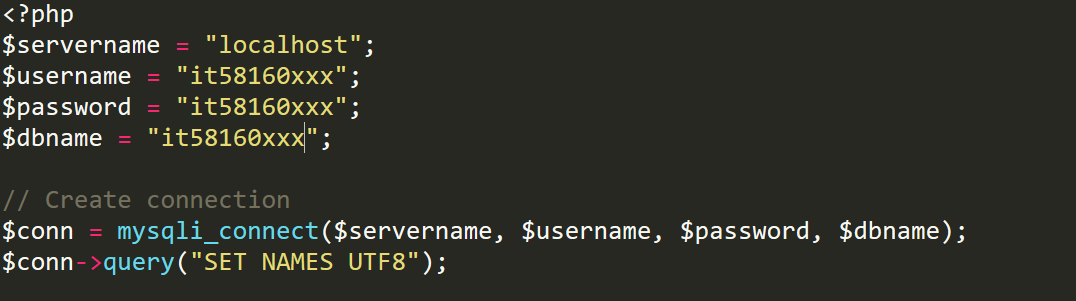 <?php
$servername = "localhost";
$username = "it58160xxx";
$password = "it58160xxx";
$dbname = "it58160xxx";
// Create connection
$conn = mysqli_connect($servername, $username, $password, $dbname);
$conn->query("SET NAMES UTF8");